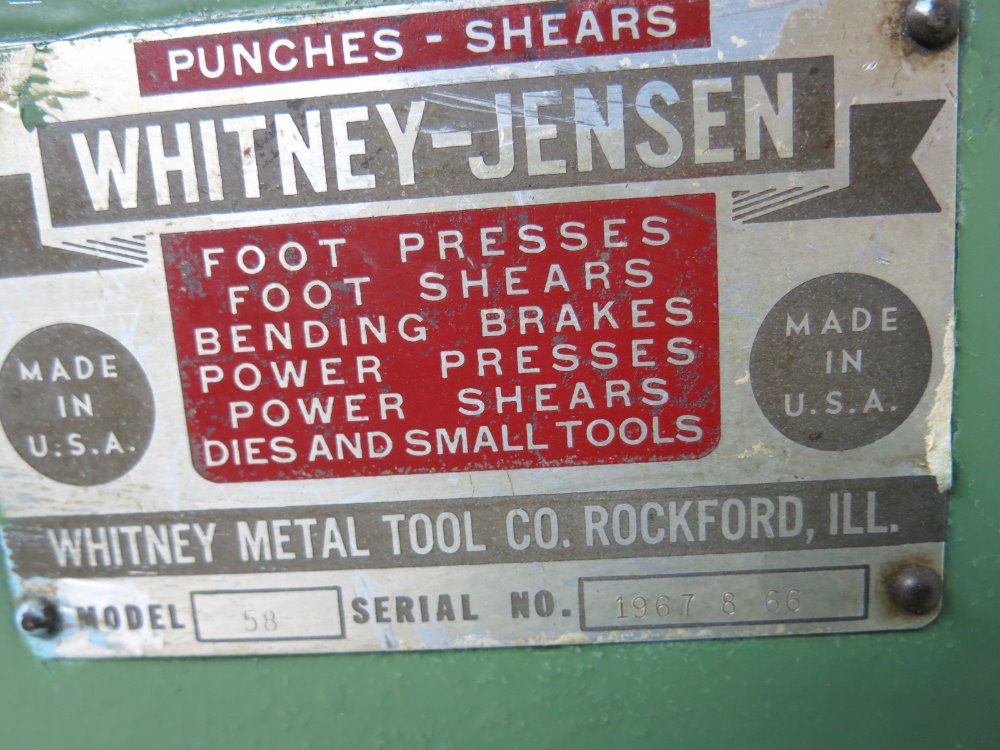 PUNCHES - SHEARS
WHITNEY-JENSEN
FOOT PRESSES
FOOT SHEARS
BENDING BRAKES
POWER PRESSES
POWER SHEARS
DIES AND SMALL TOOLS
MADE
IN
U.S.A.
MADE
IN
U.S.A.
WHITNEY METAL TOOL CO. ROCKFORD, ILL.
MODEL 58 SERIAL NO. 1967 8 66